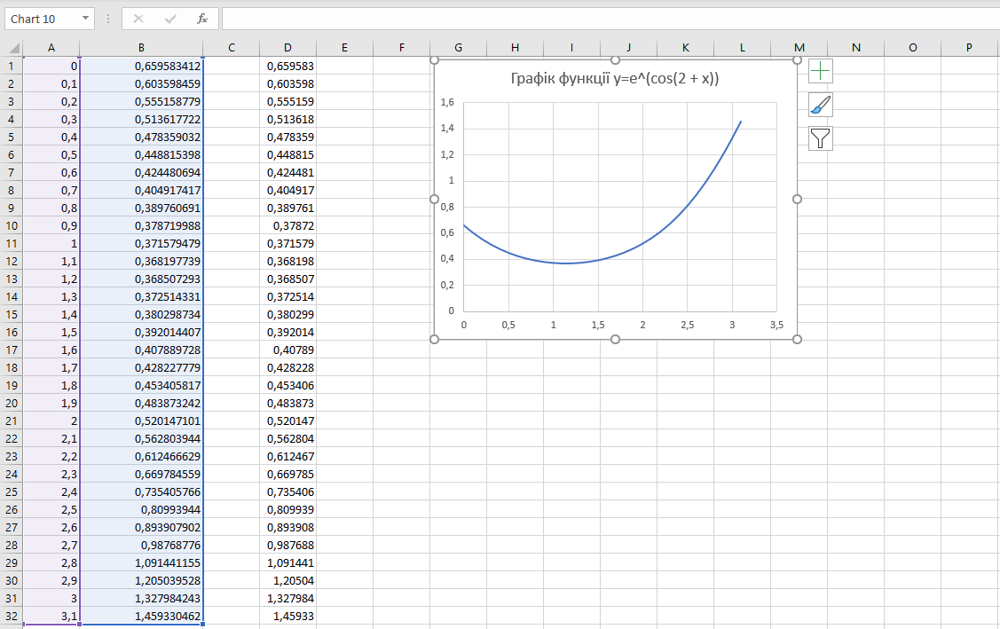 Chart 10 fx
A B C D E F G H I J K L M N O P
1 0 0,659583412 0,659583
2 0,1 0,603598459 0,603598
3 0,2 0,555158779 0,555159
4 0,3 0,513617722 0,513618
5 0,4 0,478359032 0,478359
6 0,5 0,448815398 0,448815
7 0,6 0,424480694 0,424481
8 0,7 0,404917417 0,404917
9 0,8 0,389760691 0,389761
10 0,9 0,378719988 0,37872
11 1 0,371579479 0,371579
12 1,1 0,368197739 0,368198
13 1,2 0,368507293 0,368507
14 1,3 0,372514331 0,372514
15 1,4 0,380298734 0,380299
16 1,5 0,392014407 0,392014
17 1,6 0,407889728 0,40789
18 1,7 0,428227779 0,428228
19 1,8 0,453405817 0,453406
20 1,9 0,483873242 0,483873
21 2 0,520147101 0,520147
22 2,1 0,562803944 0,562804
23 2,2 0,612466629 0,612467
24 2,3 0,669784559 0,669785
25 2,4 0,735405766 0,735406
26 2,5 0,80993944 0,809939
27 2,6 0,893907902 0,893908
28 2,7 0,98768776 0,987688
29 2,8 1,091441155 1,091441
30 2,9 1,205039528 1,20504
31 3 1,327984243 1,327984
32 3,1 1,459330462 1,45933
Графік функції y=e^(cos(2 + x))
1,6
1,4
1,2
1
0,8
0,6
0,4
0,2
0
0 0,5 1 1,5 2 2,5 3 3,5